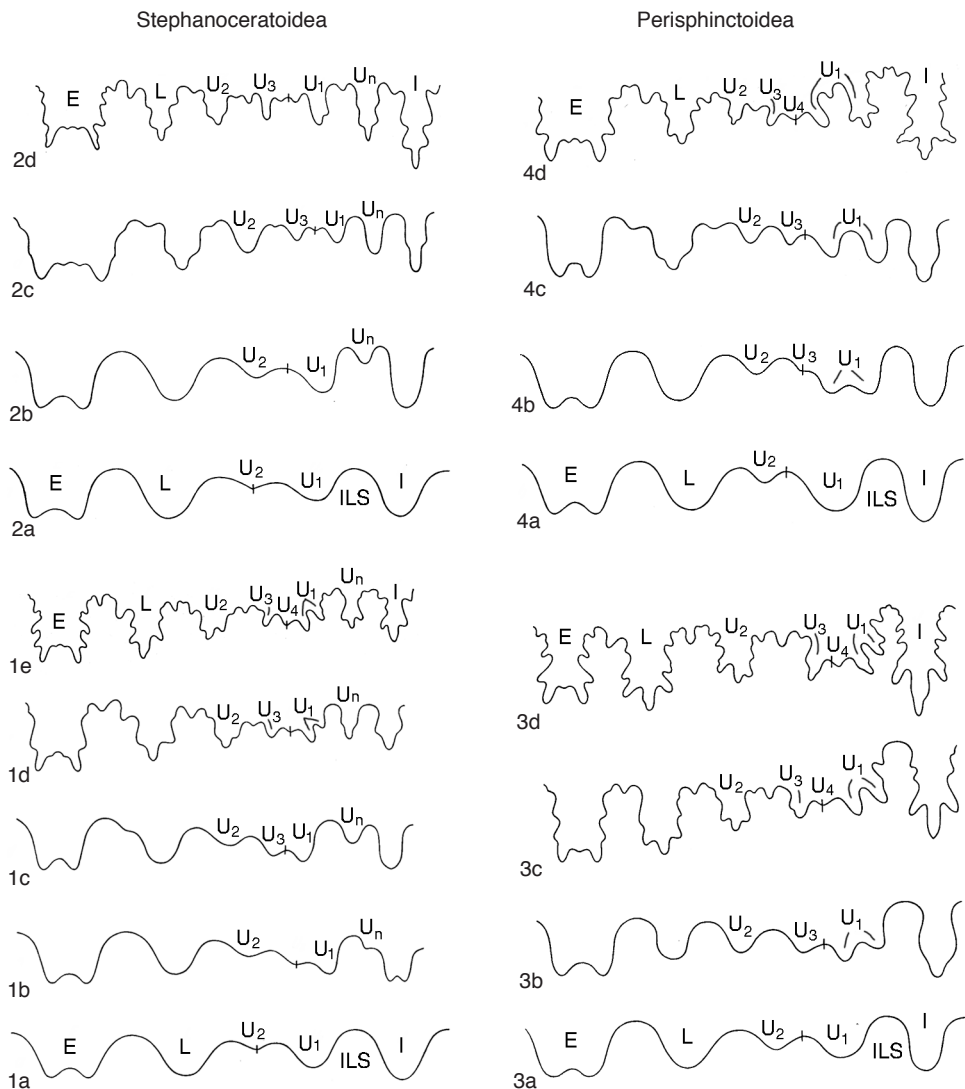 Stephanoceratoidea
E L U2 U3 U1 Un I
2d
U2 U3 U1 Un
2c
U2 U1 Un
2b
E L U2 U1 ILS I
2a
E L U2 U3 U4 U1 Un I
1e
U2 U3 U1 Un
1d
U2 U3 U1 Un
1c
U2 U1 Un
1b
E L U2 U1 ILS I
1a
Perisphinctoidea
E L U2 U3 U4 U1 I
4d
U2 U3 U1
4c
U2 U3 U1
4b
E L U2 U1 ILS I
4a
E L U2 U3 U4 U1 I
3d
U2 U3 U4 U1
3c
U2 U3 U1
3b
E L U2 U1 ILS I
3a